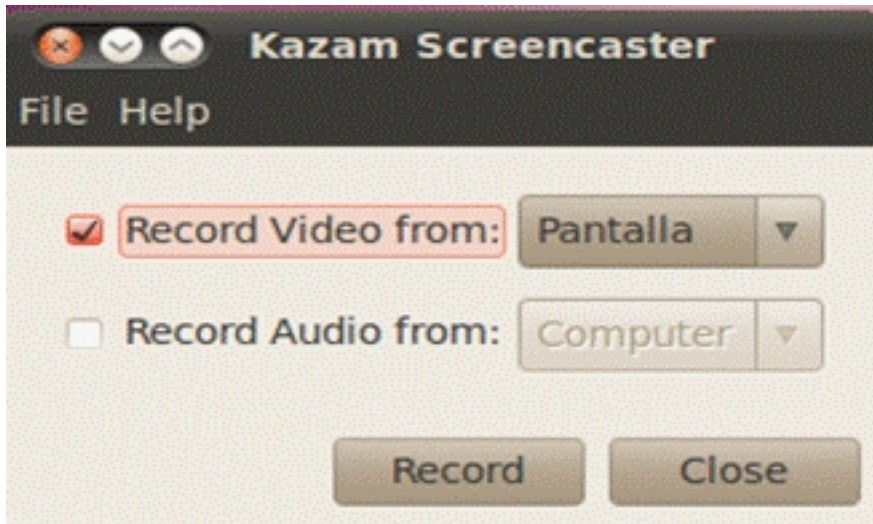 Kazam Screencaster
File Help
Record Video from: Pantalla
Record Audio from: Computer
Record Close